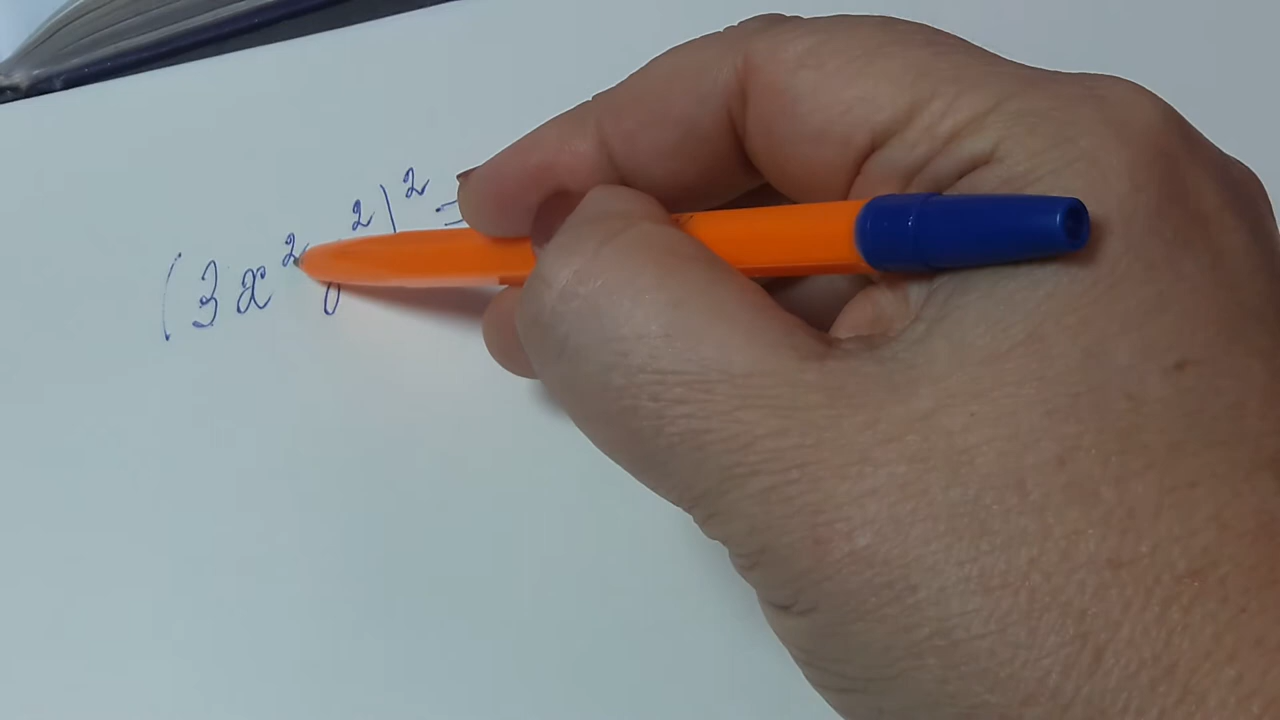 (3x² ²)² =